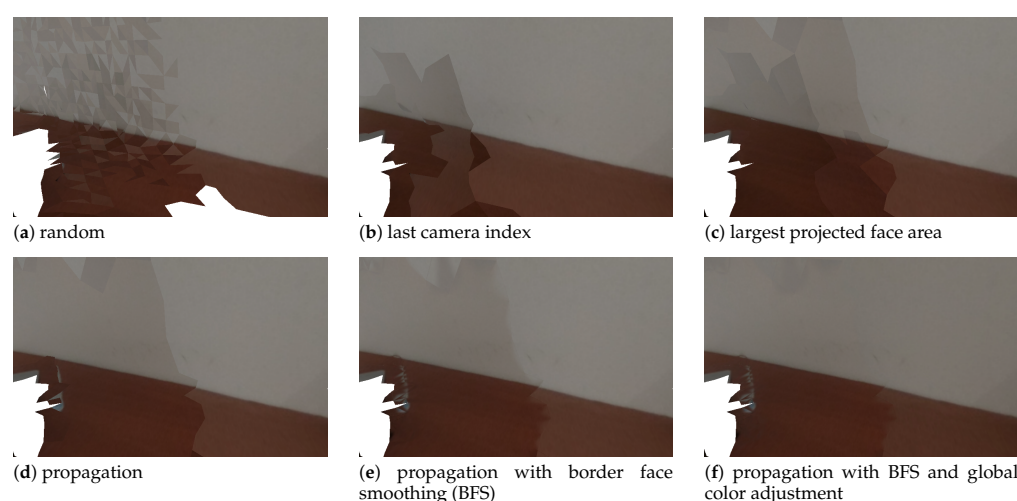 (a) random
(b) last camera index
(c) largest projected face area
(d) propagation
(e) propagation with border face
smoothing (BFS)
(f) propagation with BFS and global
color adjustment